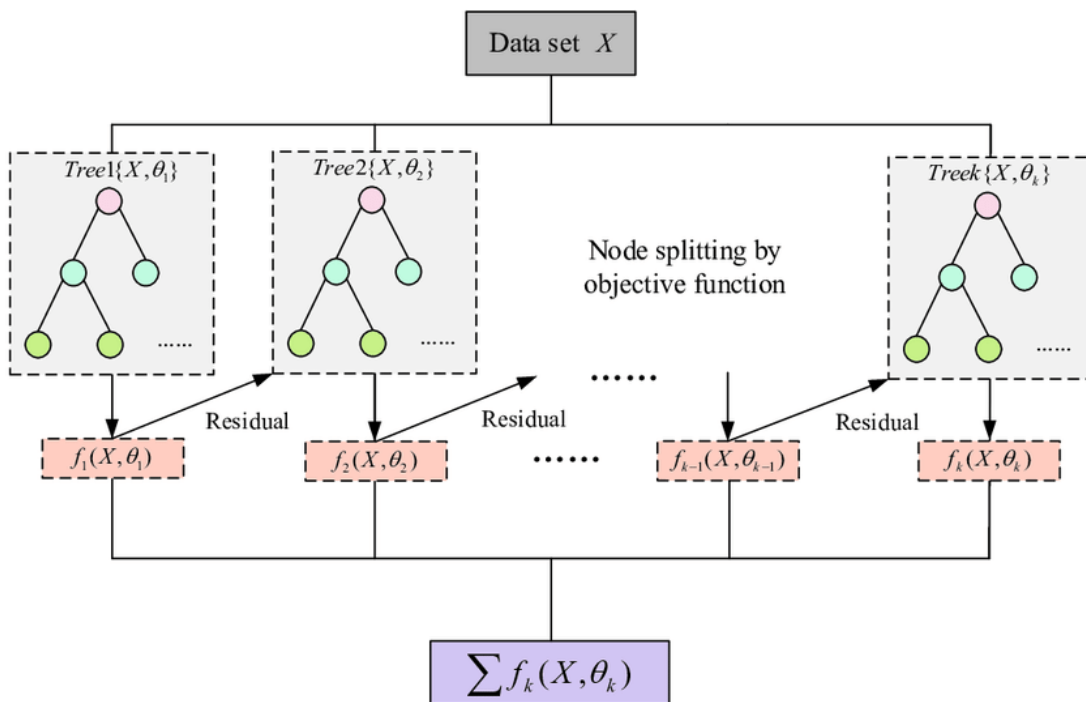 Data set X
Tree1{X,θ₁}
Tree2{X,θ₂}
Treek{X,θₖ}
Node splitting by
objective function
......
......
......
......
Residual
Residual
Residual
f₁(X,θ₁)
f₂(X,θ₂)
......
fₖ₋₁(X,θₖ₋₁)
fₖ(X,θₖ)
∑fₖ(X,θₖ)